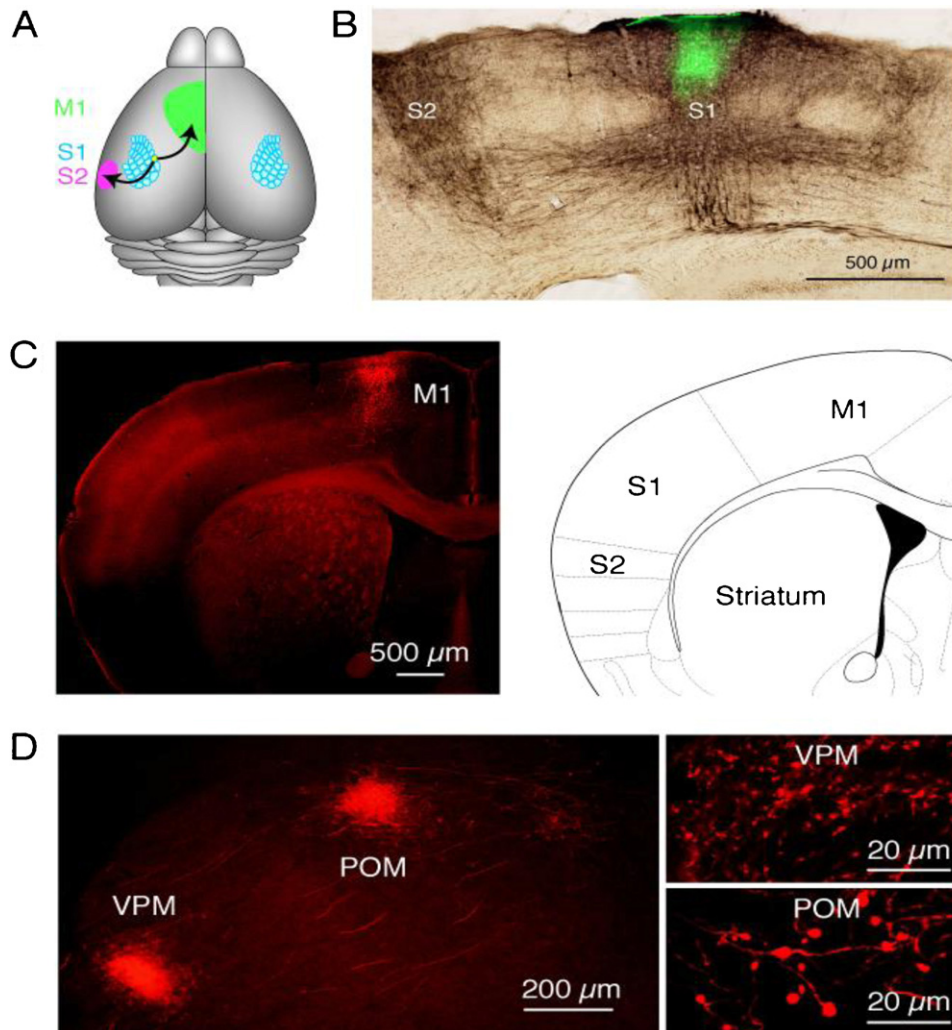 A
M1
S1
S2
B
S2
S1
500 µm
C
M1
500 µm
M1
S1
S2
Striatum
D
VPM
POM
200 µm
VPM
20 µm
POM
20 µm